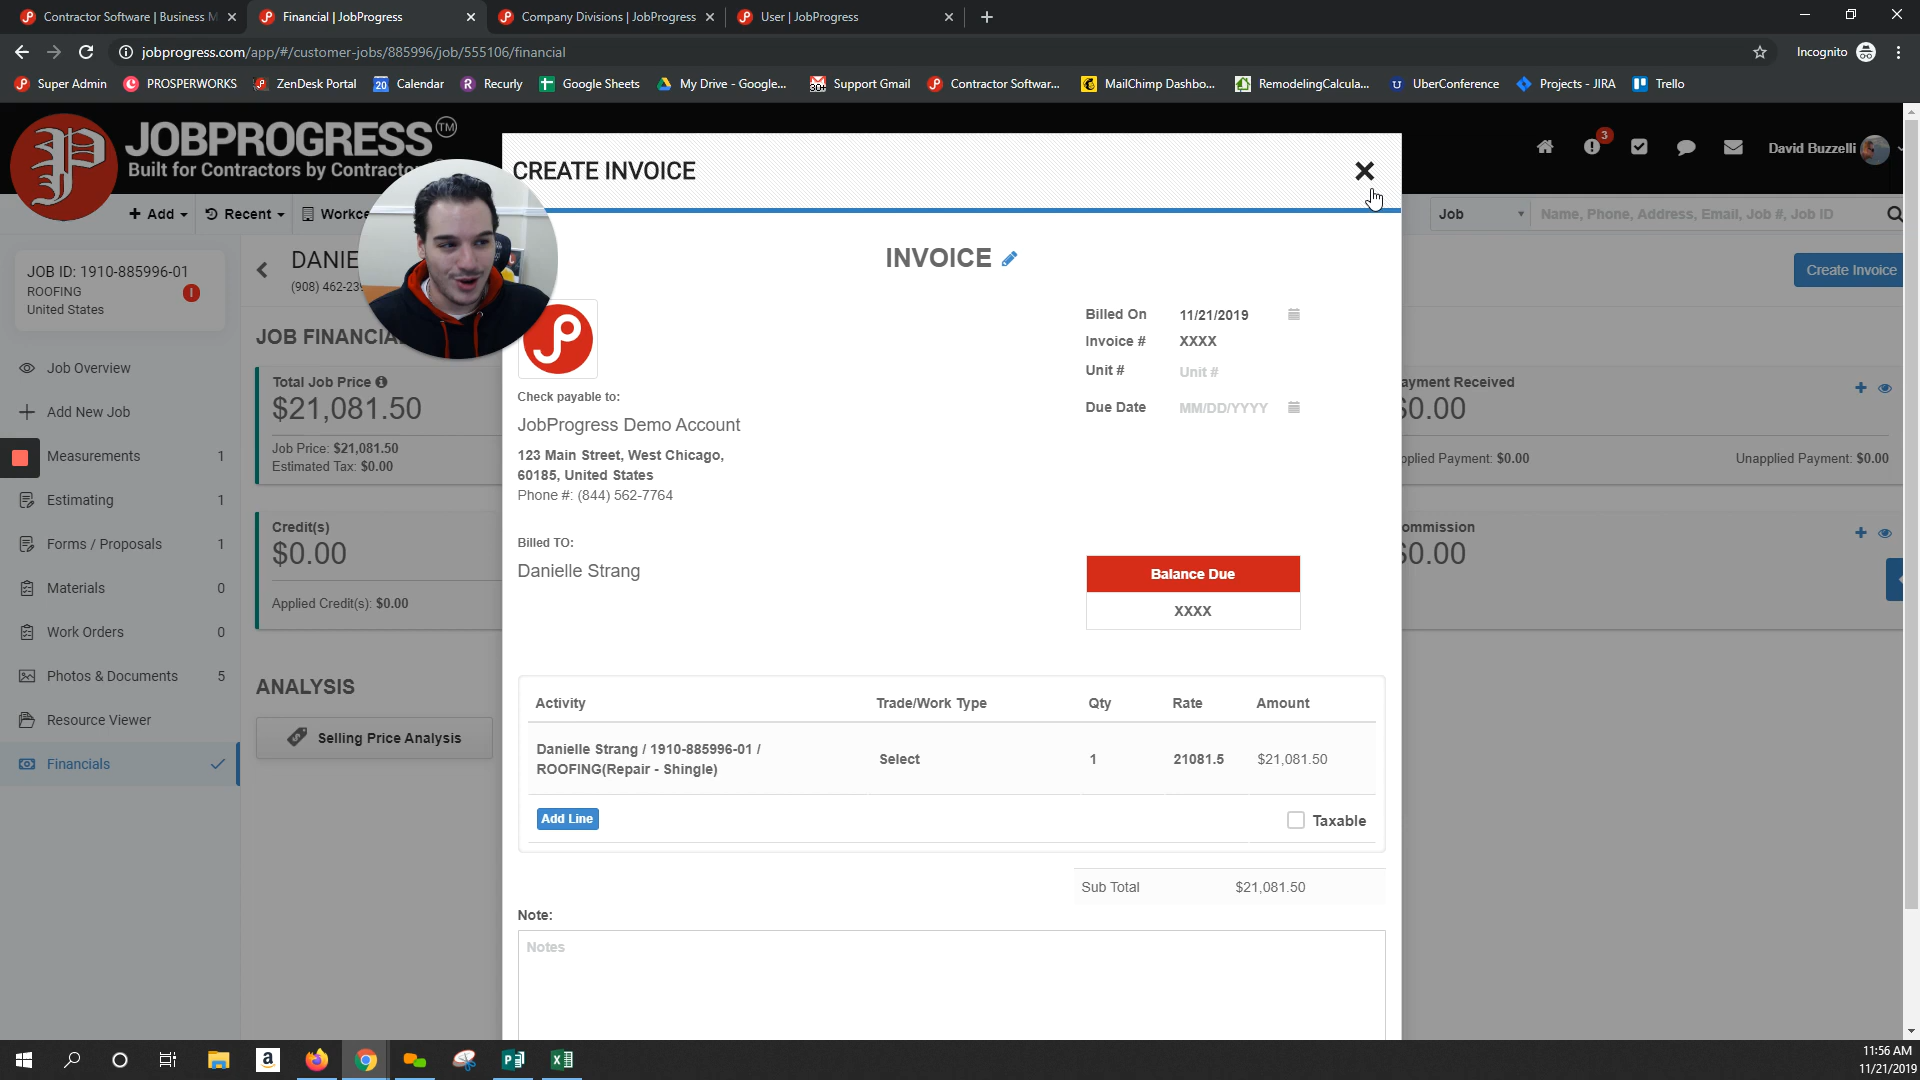 Contractor Software | Business M
Financial | JobProgress
Company Divisions | JobProgress
User | JobProgress
jobprogress.com/app/#/customer-jobs/885996/job/555106/financial
Incognito
Super Admin
PROSPERWORKS
ZenDesk Portal
20
Calendar
R
Recurly
Google Sheets
My Drive - Google...
30+
Support Gmail
Contractor Softwar...
MailChimp Dashbo...
RemodelingCalcula...
U
UberConference
Projects - JIRA
Trello
JOBPROGRESS TM
Built for Contractors by Contracto
3
David Buzzelli
+ Add
Recent
Workce
Job
Name, Phone, Address, Email, Job #, Job ID
JOB ID: 1910-885996-01
ROOFING
United States
DANIE
(908) 462-23
Create Invoice
JOB FINANCIA
Total Job Price
$21,081.50
Job Price: $21,081.50
Estimated Tax: $0.00
Credit(s)
$0.00
Applied Credit(s): $0.00
ANALYSIS
Selling Price Analysis
Job Overview
Add New Job
Measurements 1
Estimating 1
Forms / Proposals 1
Materials 0
Work Orders 0
Photos & Documents 5
Resource Viewer
Financials
CREATE INVOICE
INVOICE
Billed On 11/21/2019
Invoice # XXXX
Unit # Unit #
Due Date MM/DD/YYYY
Check payable to:
JobProgress Demo Account
123 Main Street, West Chicago,
60185, United States
Phone #: (844) 562-7764
Billed TO:
Danielle Strang
Balance Due
XXXX
Activity Trade/Work Type Qty Rate Amount
Danielle Strang / 1910-885996-01 /
ROOFING(Repair - Shingle)
Select 1 21081.5 $21,081.50
Add Line
Taxable
Sub Total $21,081.50
Note:
Notes
ayment Received
$0.00
pplied Payment: $0.00
Unapplied Payment: $0.00
ommission
$0.00
11:56 AM
11/21/2019